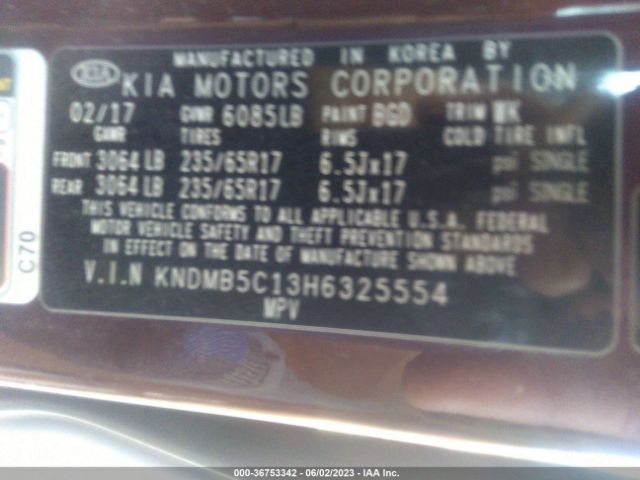 MANUFACTURED IN KOREA BY
KIA KIA MOTORS CORPORATION
02/17 GVWR 6085LB PAINT BGD TRIM WK
GAWR TIRES RIMS COLD TIRE INFL
FRONT 3064 LB 235/65R17 6.5Jx17 psi SINGLE
REAR 3064 LB 235/65R17 6.5Jx17 psi SINGLE
THIS VEHICLE CONFORMS TO ALL APPLICABLE U.S.A. FEDERAL
MOTOR VEHICLE SAFETY AND THEFT PREVENTION STANDARDS
IN EFFECT ON THE DATE OF MANUFACTURE SHOWN ABOVE
V.I.N KNDMB5C13H6325554
MPV
C70
000-36753342 - 06/02/2023 - IAA Inc.